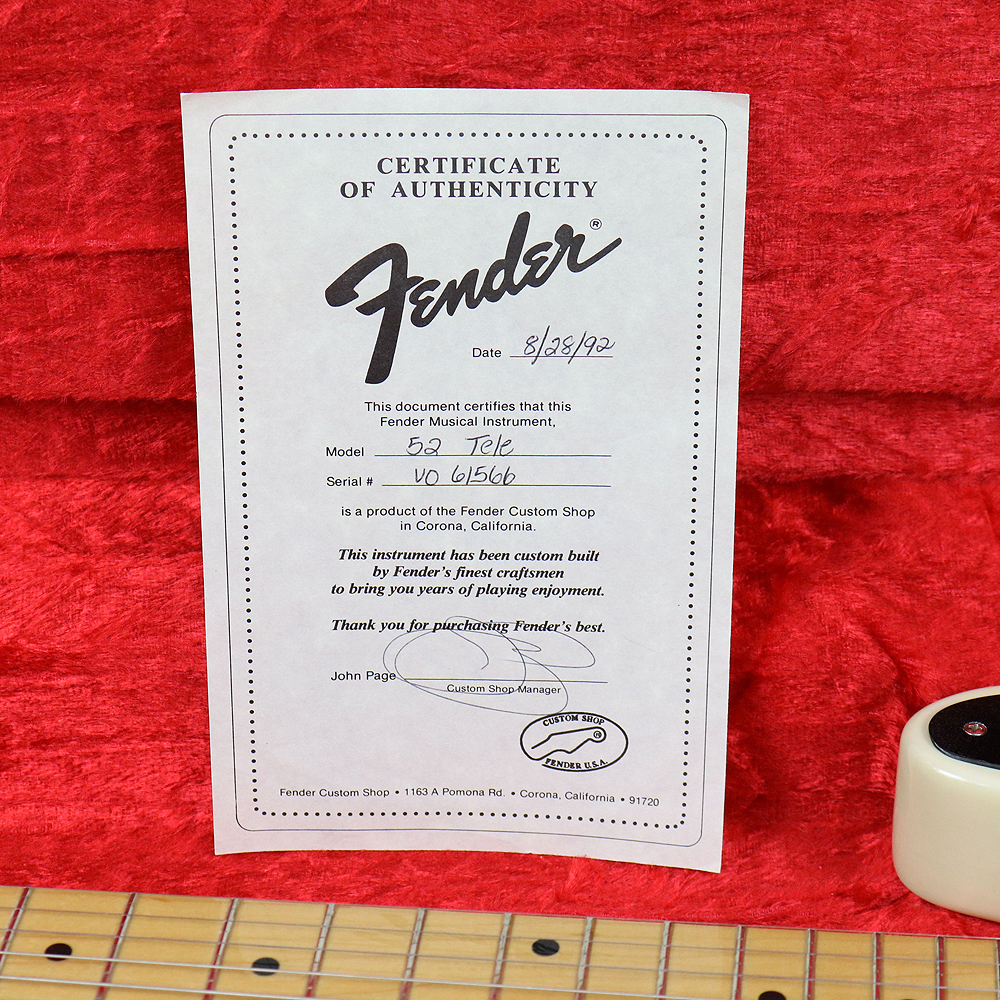 CERTIFICATE
OF AUTHENTICITY
Fender®
Date 8/28/92
This document certifies that this
Fender Musical Instrument,
Model 52 Tele
Serial # VO 61566
is a product of the Fender Custom Shop
in Corona, California.
This instrument has been custom built
by Fender's finest craftsmen
to bring you years of playing enjoyment.
Thank you for purchasing Fender's best.
John Page
Custom Shop Manager
CUSTOM SHOP
®
FENDER U.S.A.
Fender Custom Shop • 1163 A Pomona Rd. • Corona, California • 91720